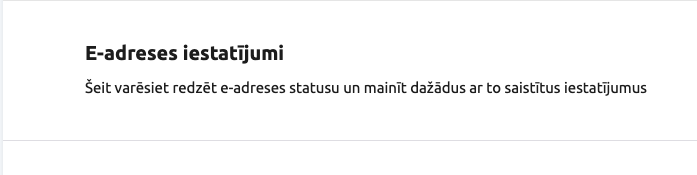 E-adreses iestatījumi
Šeit varēsiet redzēt e-adreses statusu un mainīt dažādus ar to saistītus iestatījumus